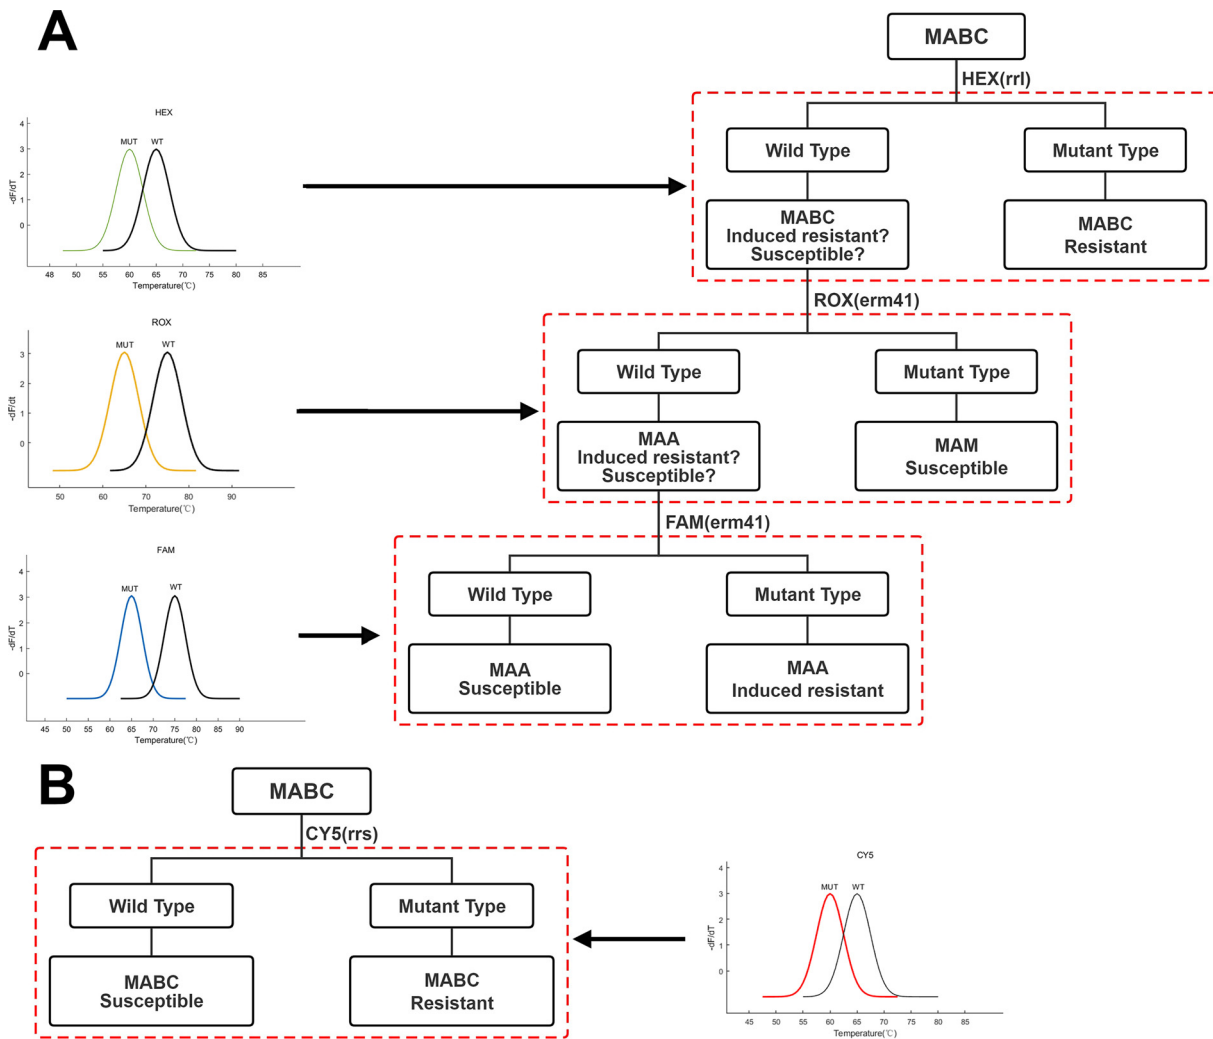 A
MABC
HEX(rrl)
Wild Type
Mutant Type
MABC
Induced resistant?
Susceptible?
MABC
Resistant
HEX
MUT
WT
-dF/dT
4
3
2
1
0
48 55 60 65 70 75 80 85
Temperature(℃)
ROX(erm41)
Wild Type
Mutant Type
MAA
Induced resistant?
Susceptible?
MAM
Susceptible
ROX
MUT
WT
-dF/dt
3
2
1
0
50 60 70 80 90
Temperature(℃)
FAM(erm41)
Wild Type
Mutant Type
MAA
Susceptible
MAA
Induced resistant
FAM
MUT
WT
-dF/dT
4
3
2
1
0
45 50 55 60 65 70 75 80 85 90
Temperature(℃)
B
MABC
CY5(rrs)
Wild Type
Mutant Type
MABC
Susceptible
MABC
Resistant
CY5
MUT
WT
-dF/dT
4
3
2
1
0
45 55 60 65 70 75 80 85
Temperature(℃)